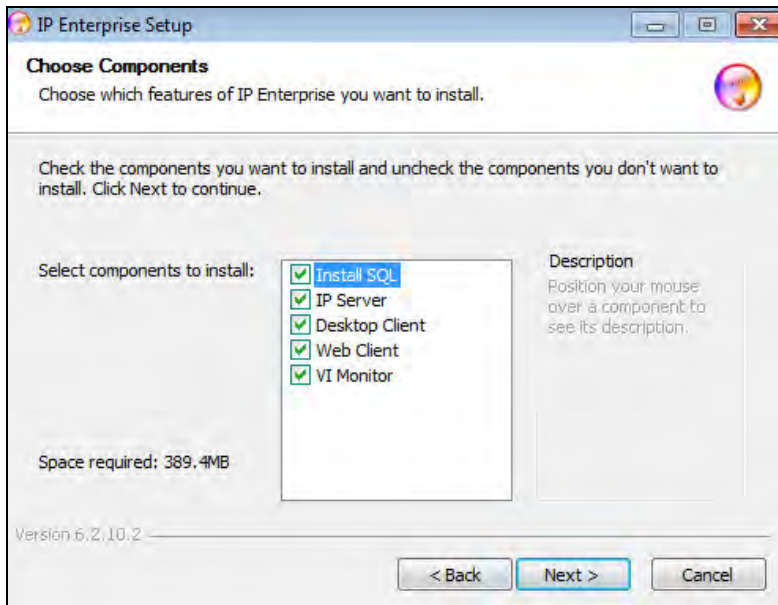 IP Enterprise Setup
Choose Components
Choose which features of IP Enterprise you want to install.
Check the components you want to install and uncheck the components you don't want to
install. Click Next to continue.
Select components to install:
Install SQL
IP Server
Desktop Client
Web Client
VI Monitor
Description
Position your mouse
over a component to
see its description.
Space required: 389.4MB
Version 6.2.10.2
< Back
Next >
Cancel